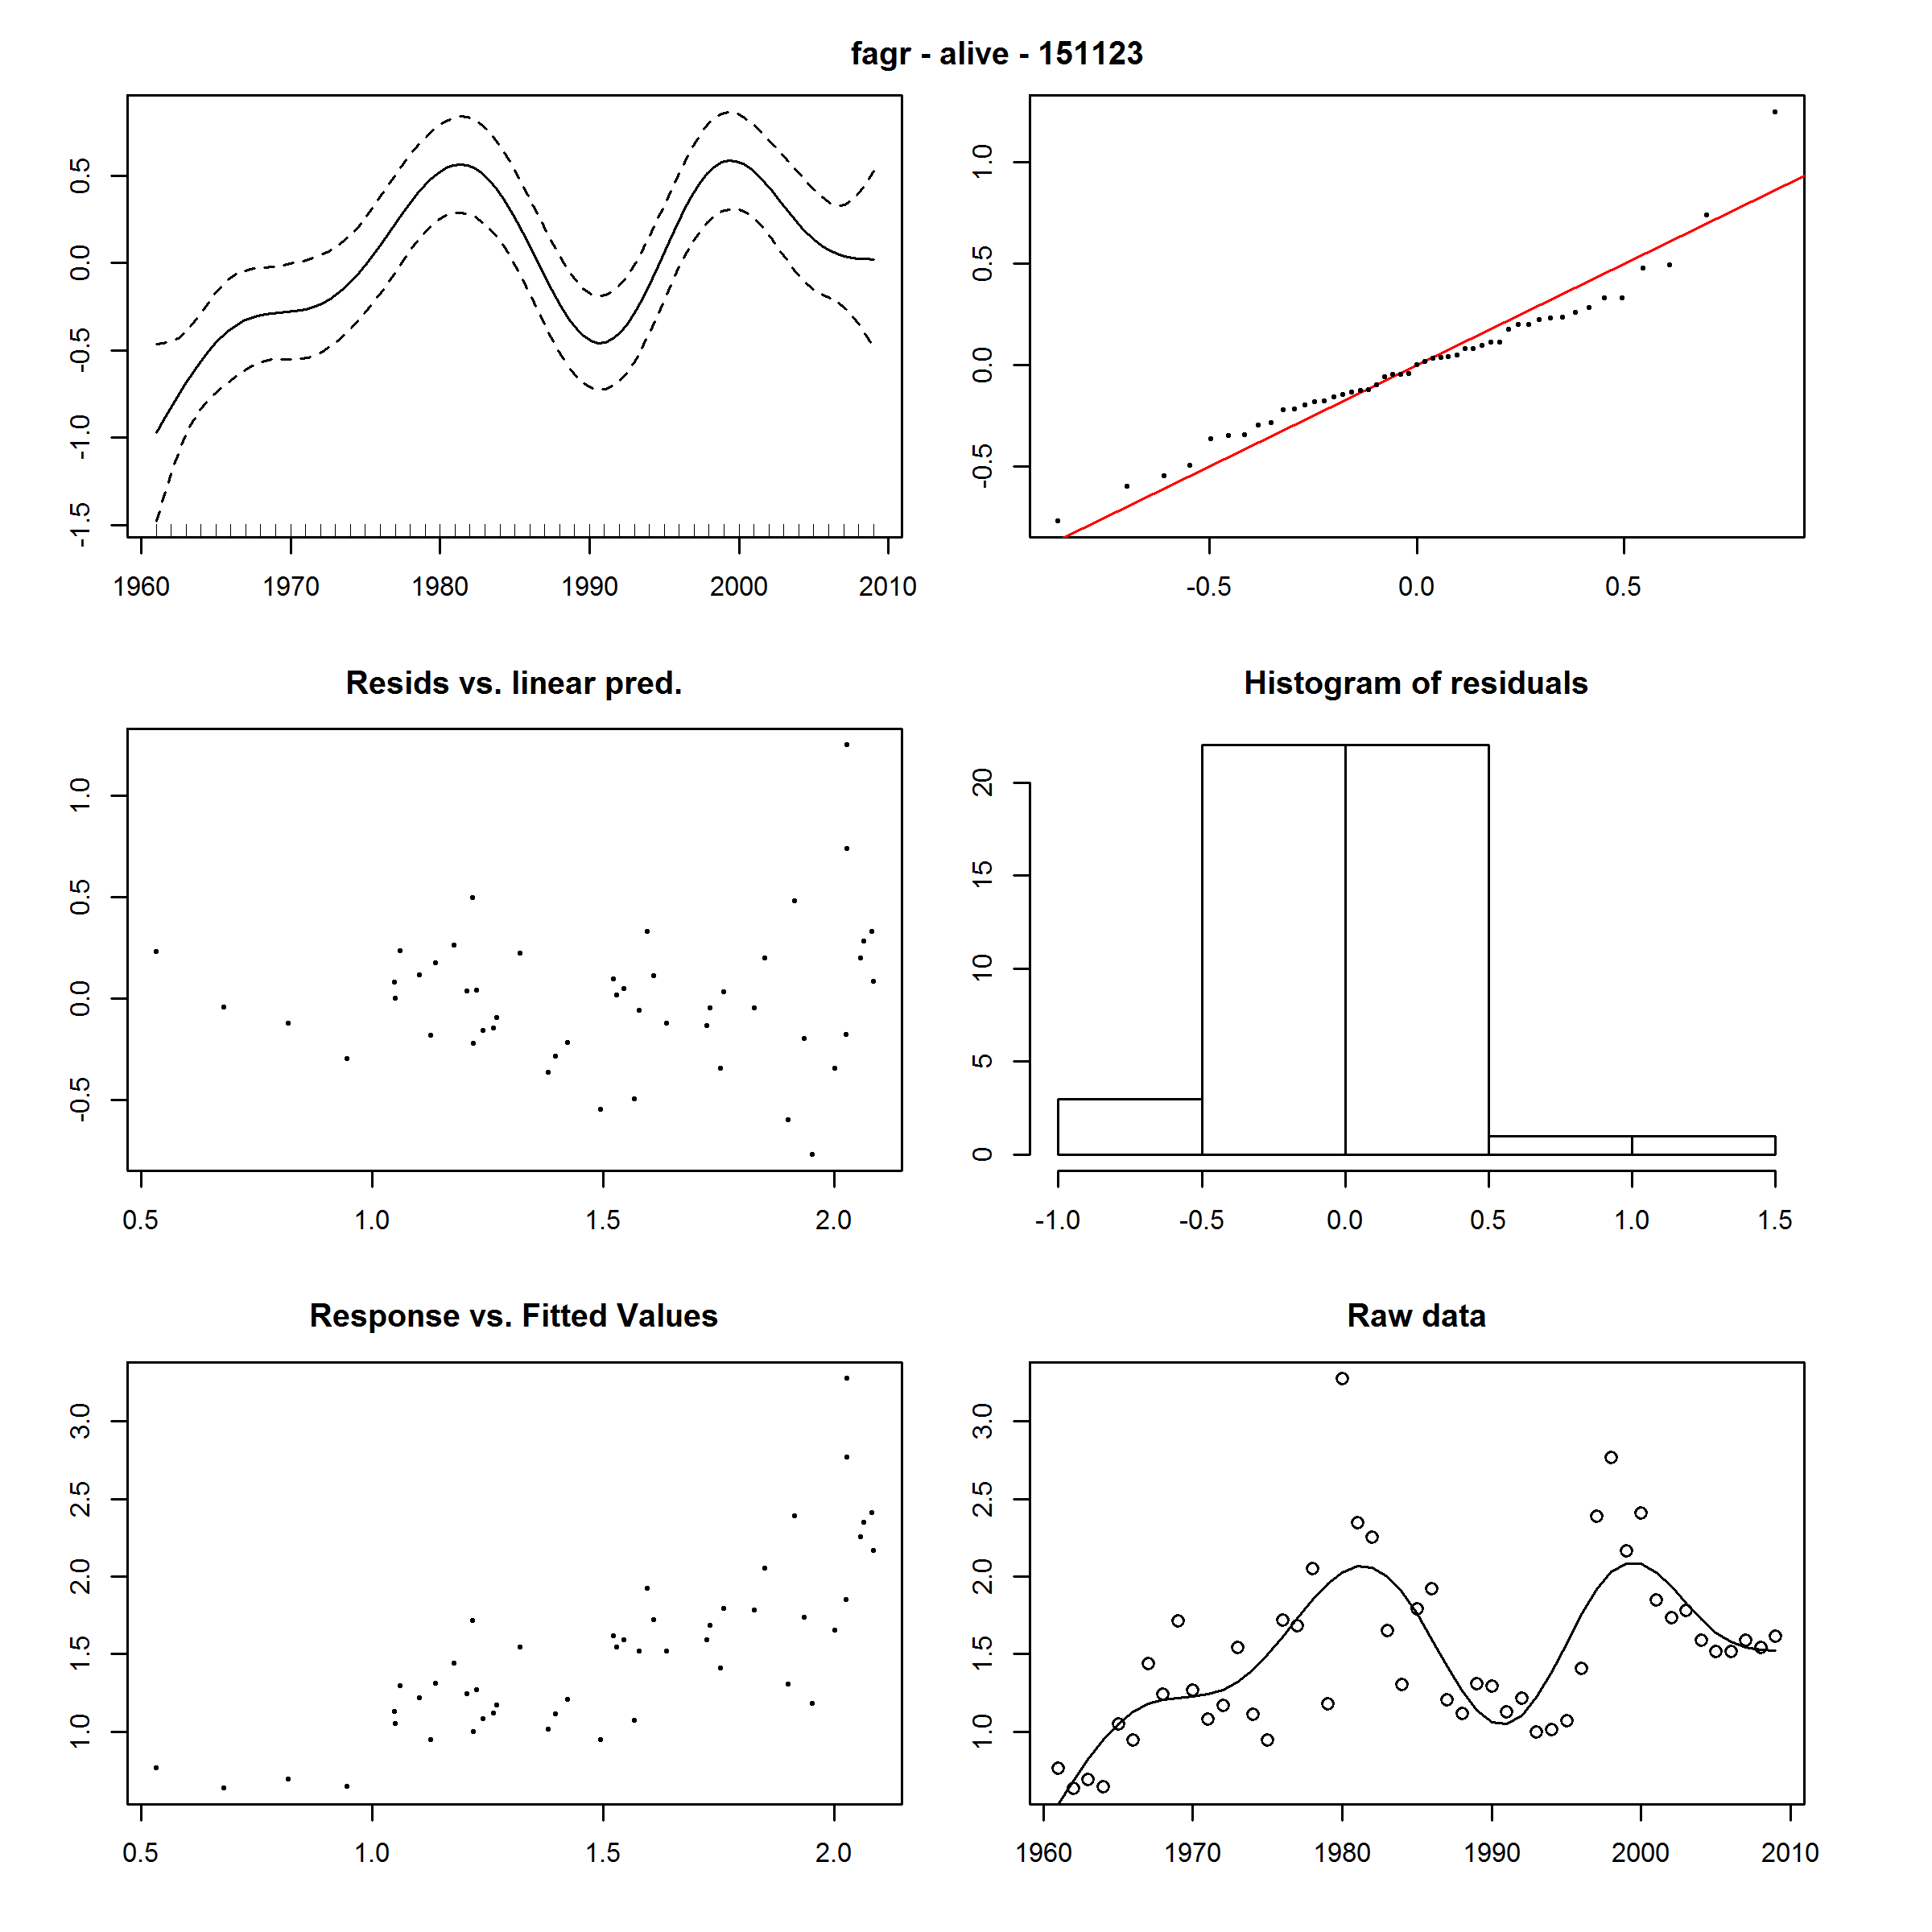 fagr - alive - 151123
0.5
0.0
-0.5
-1.0
-1.5
1960 1970 1980 1990 2000 2010
1.0
0.5
0.0
-0.5
-0.5 0.0 0.5
Resids vs. linear pred.
1.0
0.5
0.0
-0.5
0.5 1.0 1.5 2.0
Histogram of residuals
20
15
10
5
0
-1.0 -0.5 0.0 0.5 1.0 1.5
Response vs. Fitted Values
3.0
2.5
2.0
1.5
1.0
0.5 1.0 1.5 2.0
Raw data
3.0
2.5
2.0
1.5
1.0
1960 1970 1980 1990 2000 2010